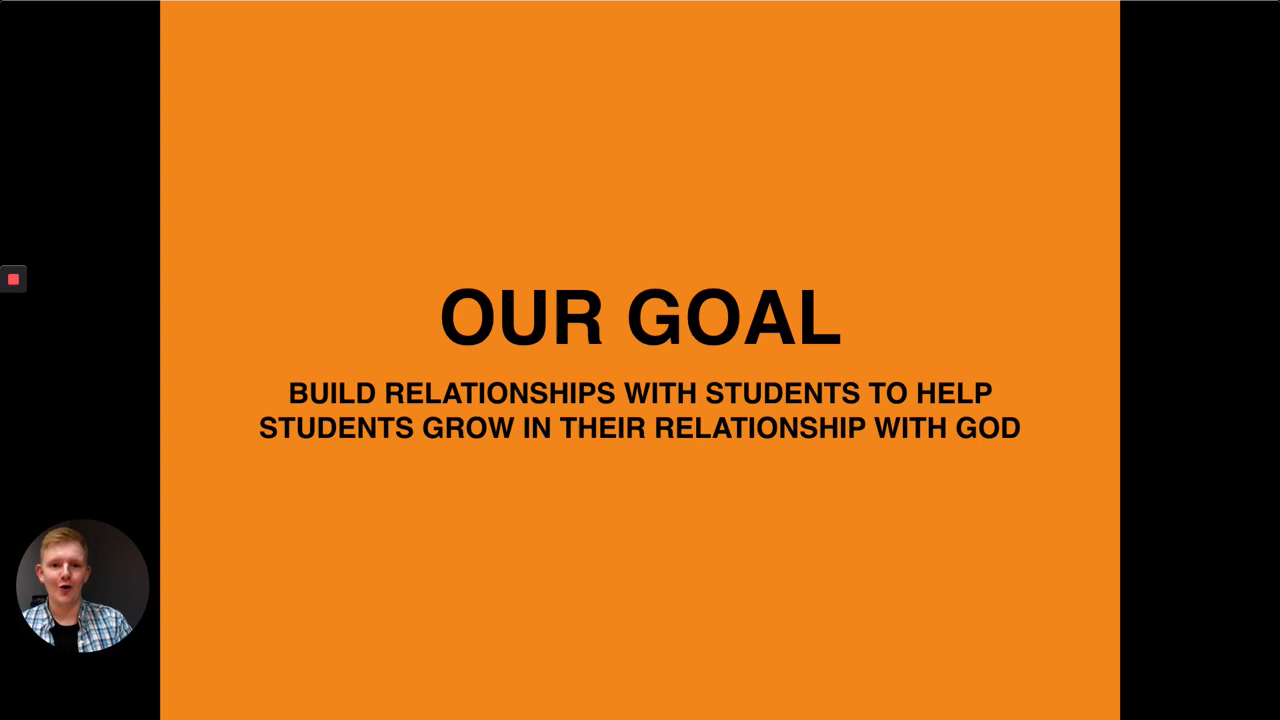 OUR GOAL
BUILD RELATIONSHIPS WITH STUDENTS TO HELP
STUDENTS GROW IN THEIR RELATIONSHIP WITH GOD